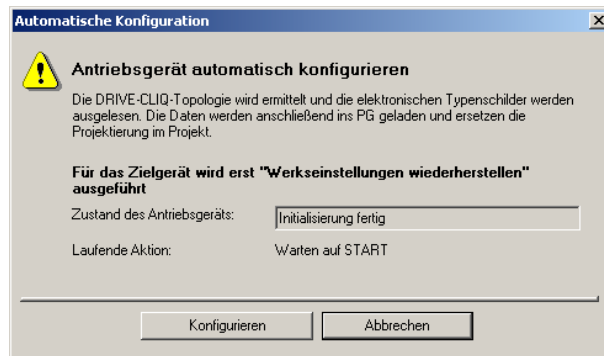 Automatische Konfiguration
Antriebsgerät automatisch konfigurieren
Die DRIVE-CLIQ-Topologie wird ermittelt und die elektronischen Typenschilder werden
ausgelesen. Die Daten werden anschließend ins PG geladen und ersetzen die
Projektierung im Projekt.
Für das Zielgerät wird erst "Werkseinstellungen wiederherstellen"
ausgeführt
Zustand des Antriebsgeräts: Initialisierung fertig
Laufende Aktion: Warten auf START
Konfigurieren Abbrechen